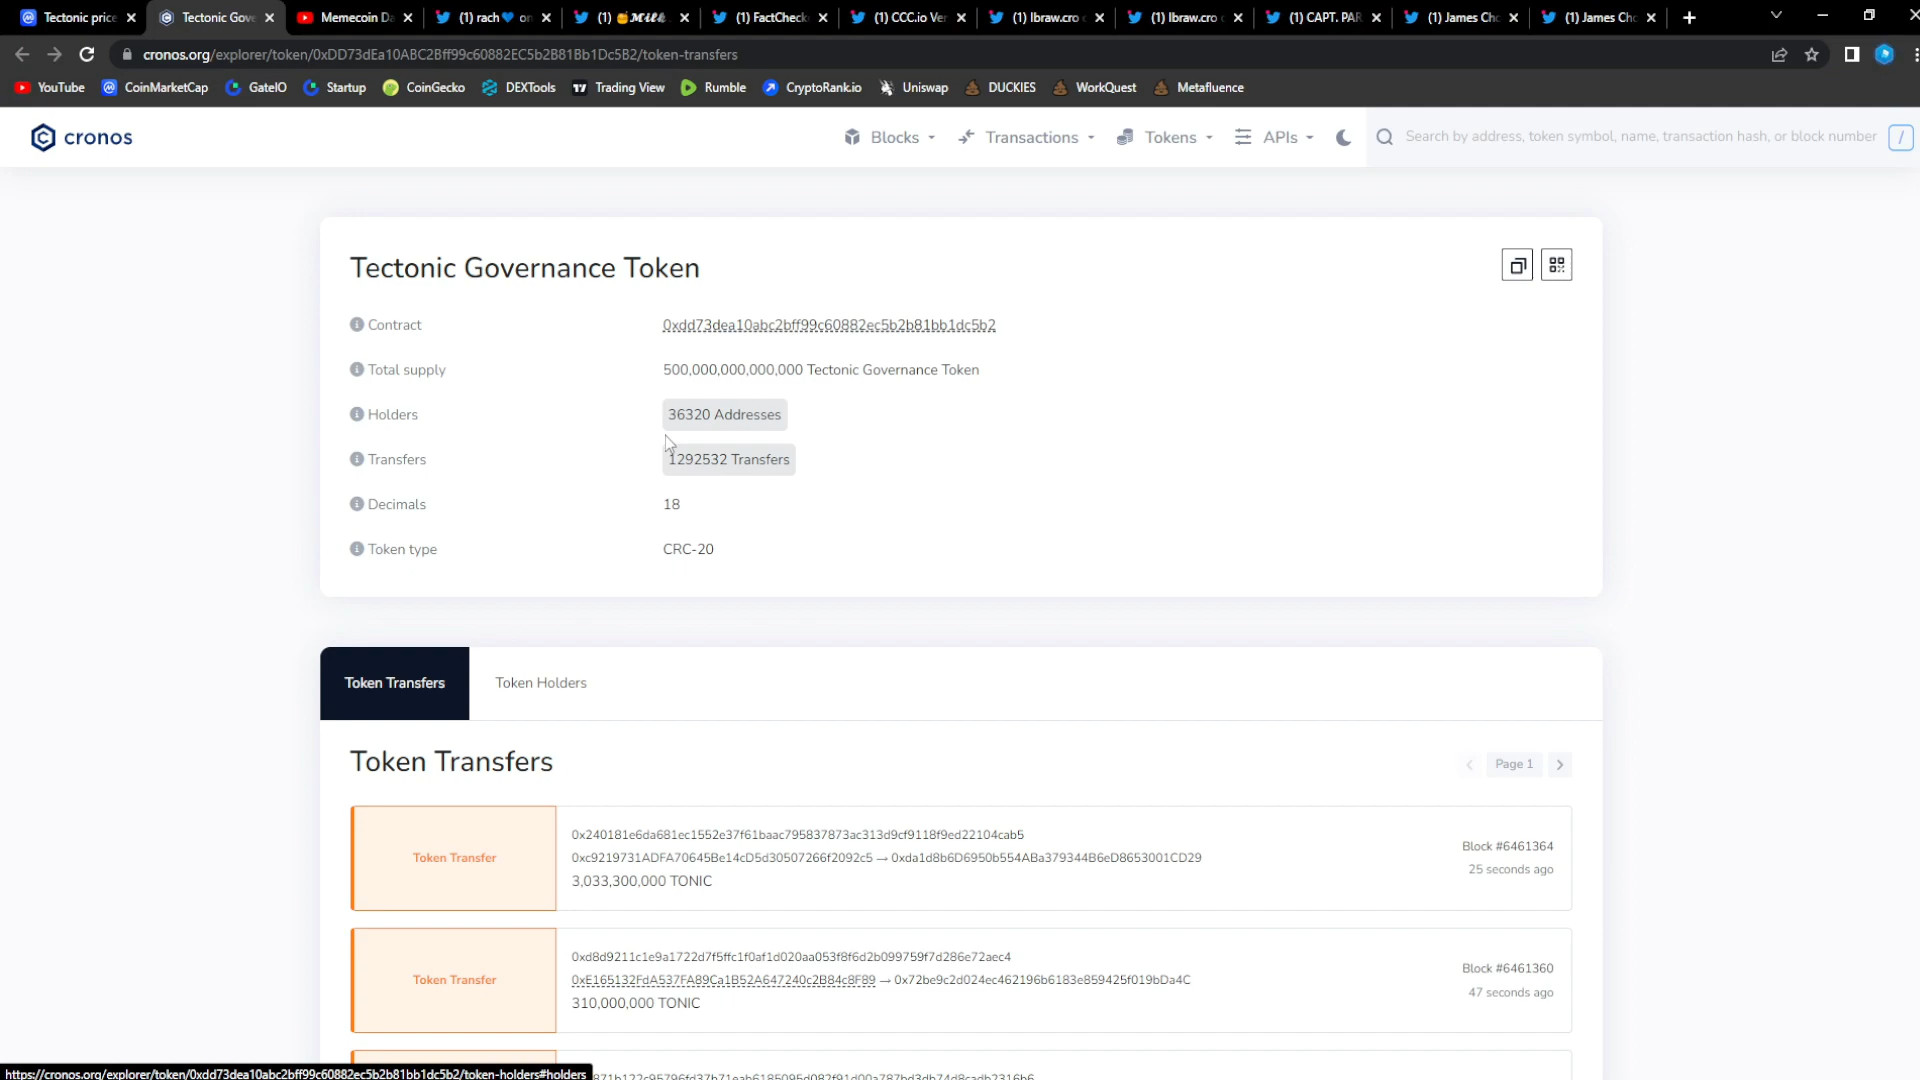 Tectonic price
Tectonic Gov
Memecoin D
(1) rach💙 on
(1) 🍯𝓜𝓲𝓵𝓴
(1) FactCheck
(1) CCC.io Ver
(1) Ibraw.cro
(1) Ibraw.cro
(1) CAPT. PAR
(1) James Ch
(1) James Ch
cronos.org/explorer/token/0xDD73dEa10ABC2Bff99c60882EC5b2B81Bb1Dc5B2/token-transfers
YouTube
CoinMarketCap
GateIO
Startup
CoinGecko
DEXTools
Trading View
Rumble
CryptoRank.io
Uniswap
DUCKIES
WorkQuest
Metafluence
cronos
Blocks
Transactions
Tokens
APIs
Search by address, token symbol, name, transaction hash, or block number
/
Tectonic Governance Token
Contract
0xdd73dea10abc2bff99c60882ec5b2b81bb1dc5b2
Total supply
500,000,000,000,000 Tectonic Governance Token
Holders
36320 Addresses
Transfers
1292532 Transfers
Decimals
18
Token type
CRC-20
Token Transfers
Token Holders
Token Transfers
Page 1
Token Transfer
0x240181e6da681ec1552e37f61baac795837873ac313d9cf9118f9ed22104cab5
0xc9219731ADFA70645Be14cD5d30507266f2092c5 → 0xda1d8b6D6950b554ABa379344B6eD8653001CD29
3,033,300,000 TONIC
Block #6461364
25 seconds ago
Token Transfer
0xd8d9211c1e9a1722d7f5ffc1f0af1d020aa053f8f6d2b099759f7d286e72aec4
0xE165132FdA537FA89Ca1B52A647240c2B84c8F89 → 0x72be9c2d024ec462196b6183e859425f019bDa4C
310,000,000 TONIC
Block #6461360
47 seconds ago
https://cronos.org/explorer/token/0xdd73dea10abc2bff99c60882ec5b2b81bb1dc5b2/token-holders#holders